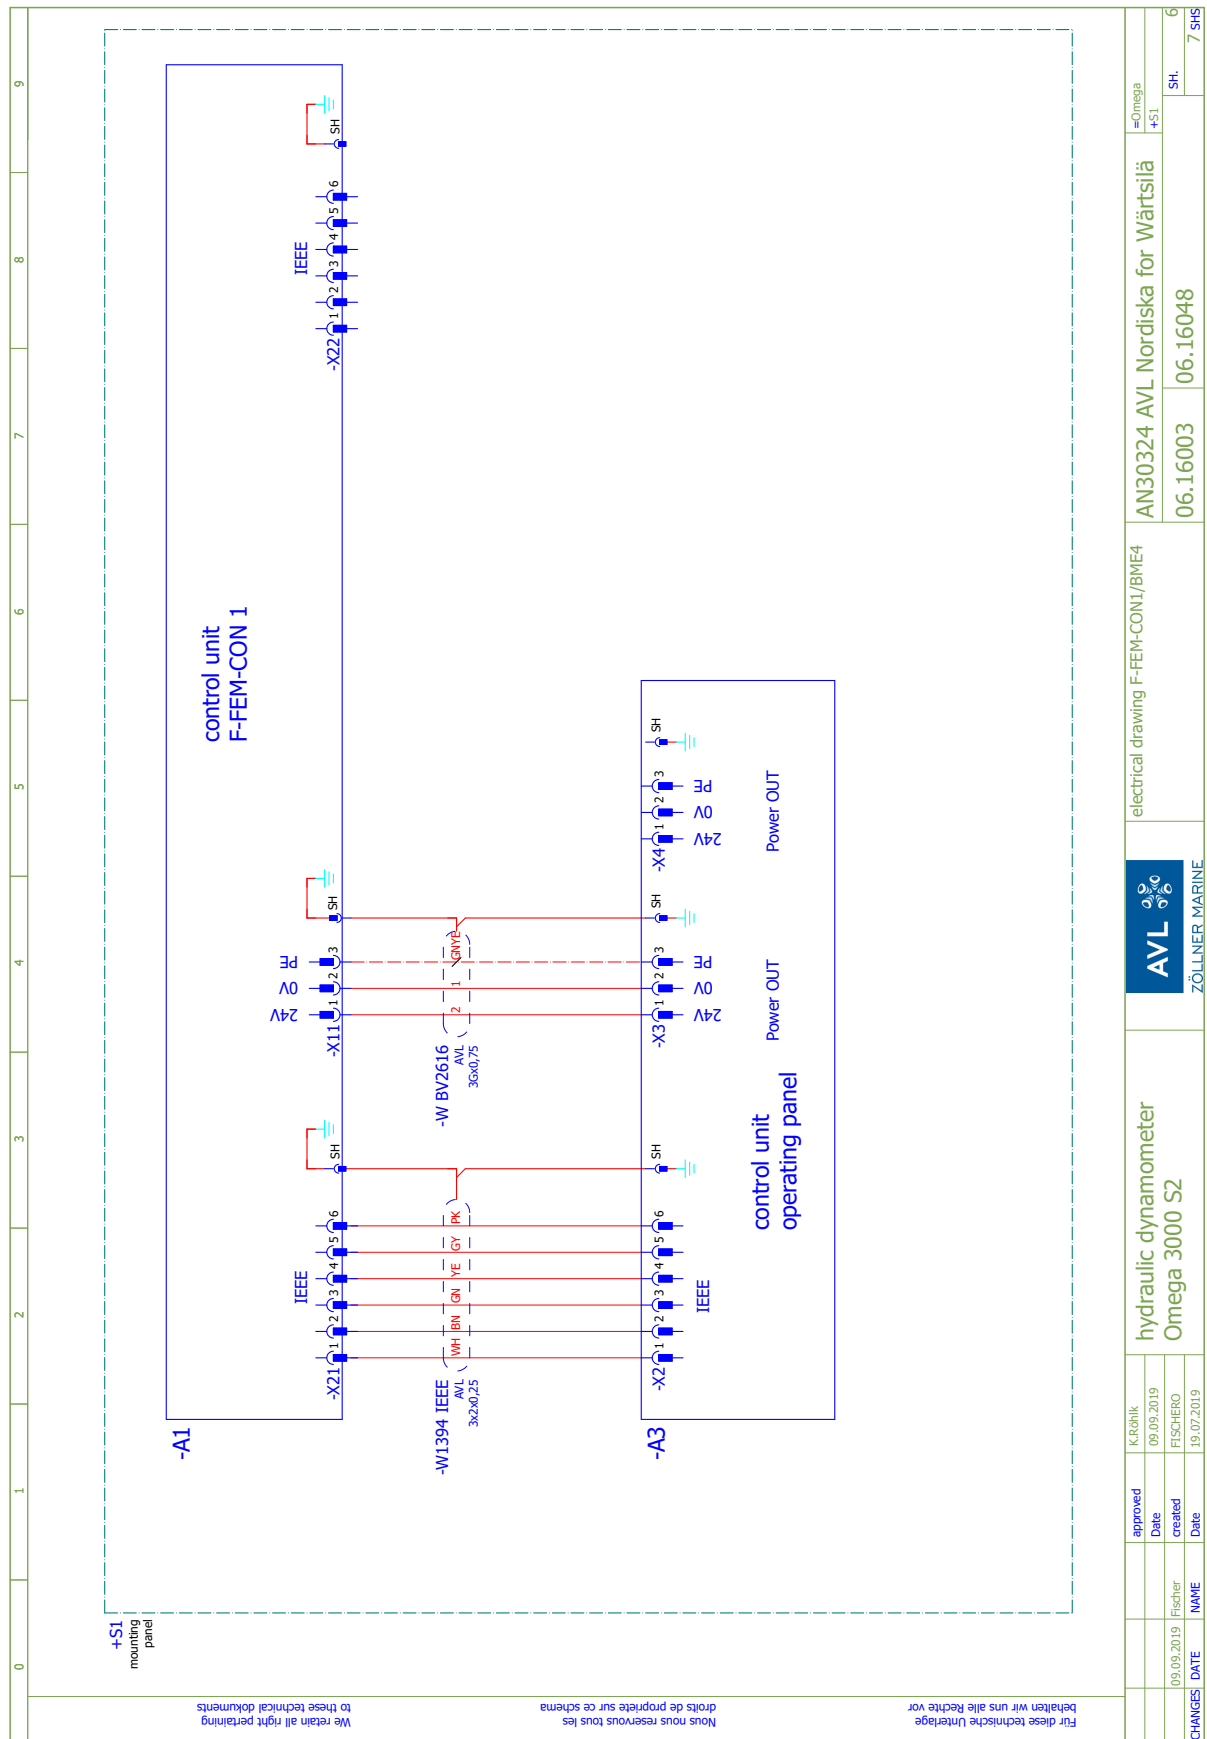 0
1
2
3
4
5
6
7
8
9
+S1
mounting
panel
-A1
control unit
F-FEM-CON 1
IEEE
-X21
1
2
3
4
5
6
SH
24V
0V
PE
-X11
1
2
3
SH
IEEE
-X22
1
2
3
4
5
6
SH
-W1394 IEEE
AVL
3x2x0,25
WH
BN
GN
YE
GY
PK
-W BV2616
AVL
3Gx0,75
2
1
GNYE
-A3
-X2
1
2
3
4
5
6
SH
IEEE
control unit
operating panel
-X3
1
2
3
SH
24V
0V
PE
Power OUT
-X4
1
2
3
SH
24V
0V
PE
Power OUT
We retain all right pertaining
to these technical dokuments
Nous nous reservons tous les
droits de propriete sur ce schema
Für diese technische Unterlage
behalten wir uns alle Rechte vor
09.09.2019
Fischer
CHANGES
DATE
NAME
approved
K.Röhlk
Date
09.09.2019
created
FISCHERO
Date
19.07.2019
hydraulic dynamometer
Omega 3000 S2
AVL
ZÖLLNER MARINE
electrical drawing F-FEM-CON1/BME4
AN30324 AVL Nordiska for Wärtsilä
06.16003
06.16048
=Omega
+S1
SH.
6
7 SHS